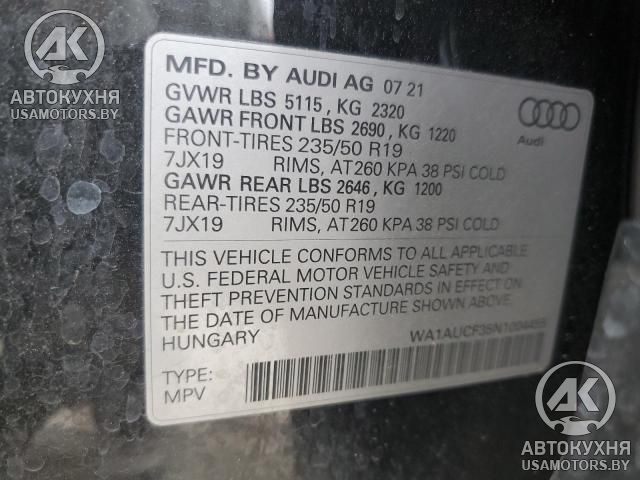 АВТОКУХНЯ
USAMOTORS.BY
MFD. BY AUDI AG 07 21
GVWR LBS 5115, KG 2320
GAWR FRONT LBS 2690, KG 1220
FRONT-TIRES 235/50 R19
7JX19 RIMS, AT260 KPA 38 PSI COLD
GAWR REAR LBS 2646, KG 1200
REAR-TIRES 235/50 R19
7JX19 RIMS, AT260 KPA 38 PSI COLD
Audi
THIS VEHICLE CONFORMS TO ALL APPLICABLE
U.S. FEDERAL MOTOR VEHICLE SAFETY AND
THEFT PREVENTION STANDARDS IN EFFECT ON
THE DATE OF MANUFACTURE SHOWN ABOVE.
HUNGARY
TYPE:
MPV
AK
АВТОКУХНЯ
USAMOTORS.BY